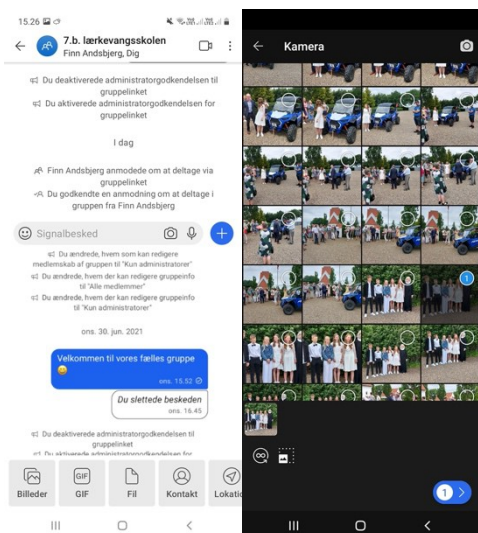 15.26
7.b. lærkevangsskolen
Finn Andsbjerg, Dig
Du deaktiverede administratorgodkendelsen til
gruppelinket
Du aktiverede administratorgodkendelsen for
gruppelinket
I dag
Finn Andsbjerg anmodede om at deltage via
gruppelinket
Du godkendte en anmodning om at deltage i
gruppen fra Finn Andsbjerg
Signalbesked
Du ændrede, hvem som kan redigere
medlemskab af gruppen til "Kun administratorer"
Du ændrede, hvem der kan redigere gruppeinfo
til "Alle medlemmer"
Du ændrede, hvem der kan redigere gruppeinfo
til "Kun administratorer"
ons. 30. jun. 2021
Velkommen til vores fælles gruppe
ons. 15.52
Du slettede beskeden
ons. 16.45
Du deaktiverede administratorgodkendelsen til
gruppelinket
Du aktiverede administratorgodkendelsen for
Billeder
GIF
GIF
Fil
Kontakt
Lokatio
Kamera
1
1